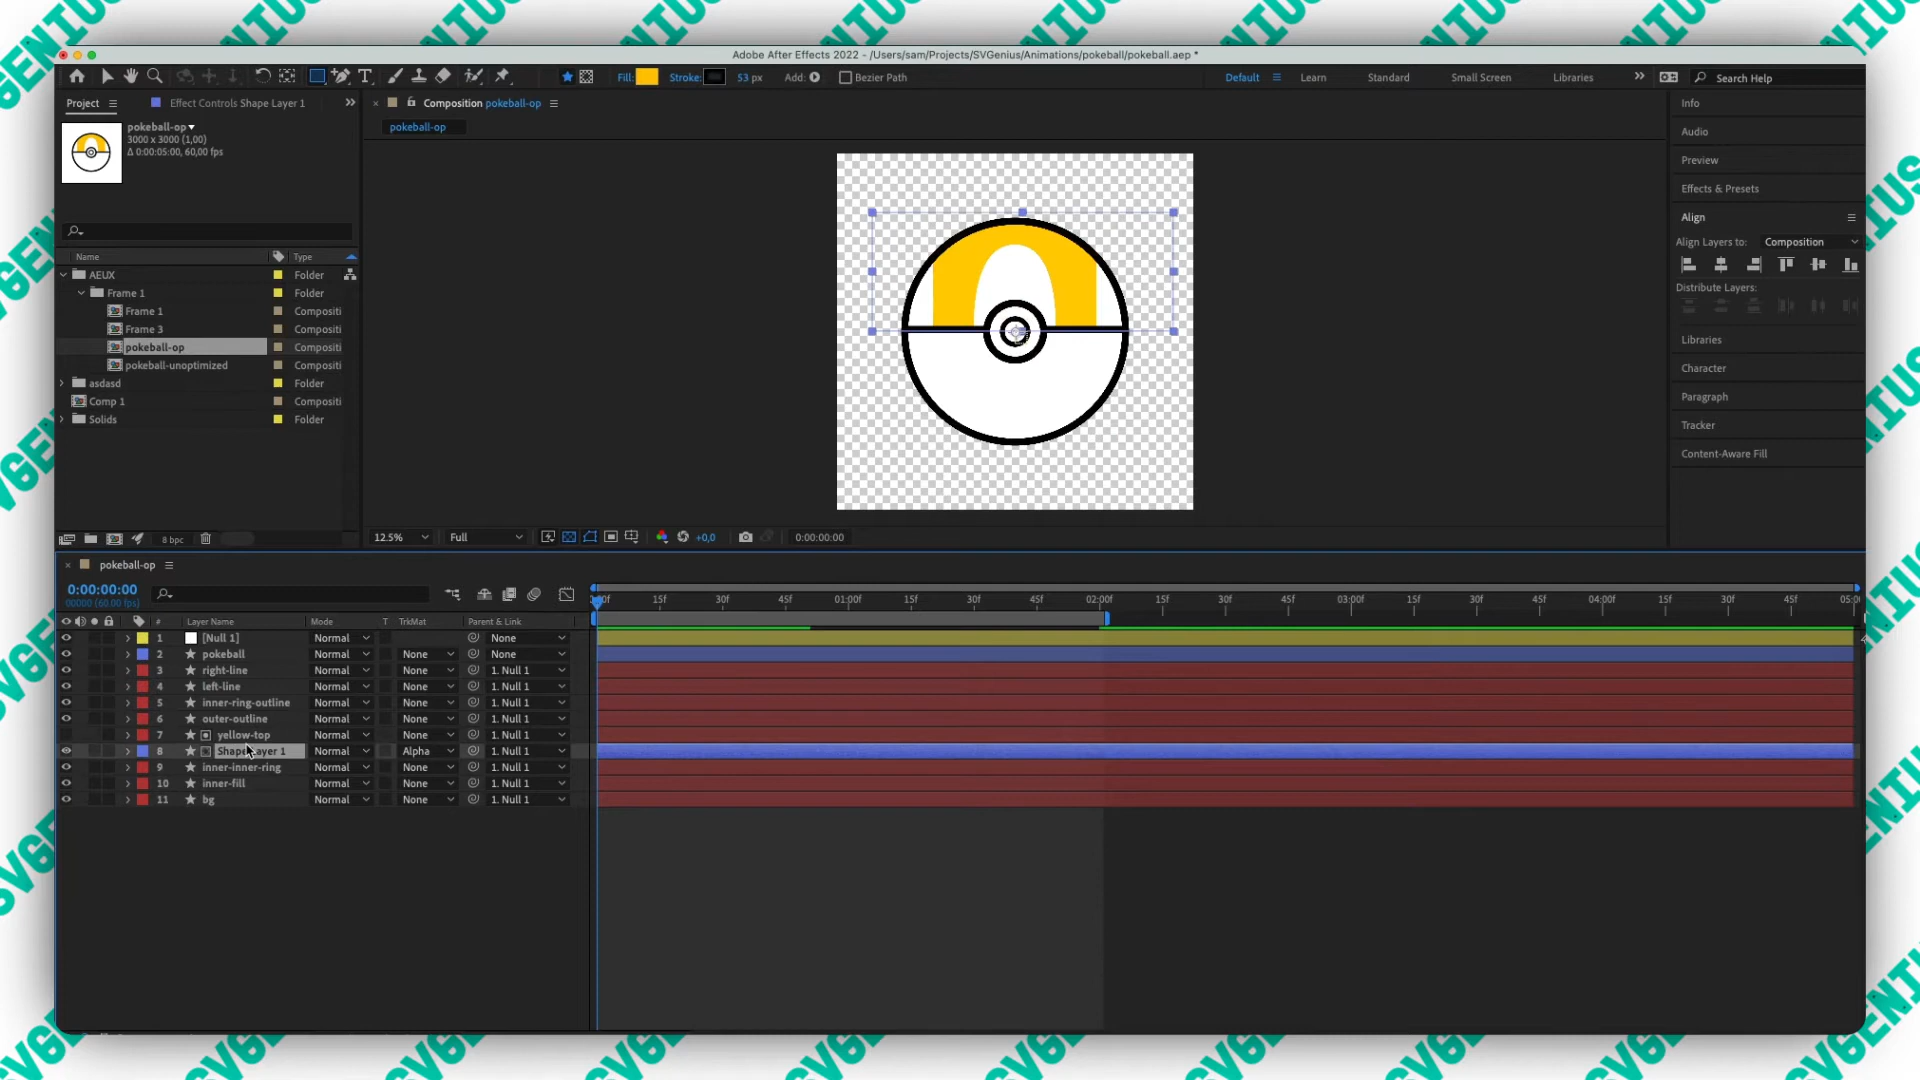 Adobe After Effects 2022 - /Users/sam/Projects/SVGenius/Animations/pokeball/pokeball.aep *
Fill: Stroke: 53 px Add: Bezier Path Default Learn Standard Small Screen Libraries Search Help
Project Effect Controls Shape Layer 1
Composition pokeball-op
pokeball-op
pokeball-op
3000 x 3000 (1,00)
Δ 0:00:05:00, 60,00 fps
Name Type
AEUX Folder
Frame 1 Folder
Frame 1 Compositi
Frame 3 Compositi
pokeball-op Compositi
pokeball-unoptimized Compositi
asdasd Folder
Comp 1 Compositi
Solids Folder
8 bpc
12.5% Full +0,0 0:00:00:00
Info
Audio
Preview
Effects & Presets
Align
Align Layers to: Composition
Distribute Layers:
Libraries
Character
Paragraph
Tracker
Content-Aware Fill
pokeball-op
0:00:00:00
00000 (60.00 fps)
15f 30f 45f 01:00f 15f 30f 45f 02:00f 15f 30f 45f 03:00f 15f 30f 45f 04:00f 15f 30f 45f 05:00
# Layer Name Mode T TrkMat Parent & Link
1 [Null 1] Normal None
2 pokeball Normal None None
3 right-line Normal None 1. Null 1
4 left-line Normal None 1. Null 1
5 inner-ring-outline Normal None 1. Null 1
6 outer-outline Normal None 1. Null 1
7 yellow-top Normal None 1. Null 1
8 Shape Layer 1 Normal Alpha 1. Null 1
9 inner-inner-ring Normal None 1. Null 1
10 inner-fill Normal None 1. Null 1
11 bg Normal None 1. Null 1
SVGENIUS